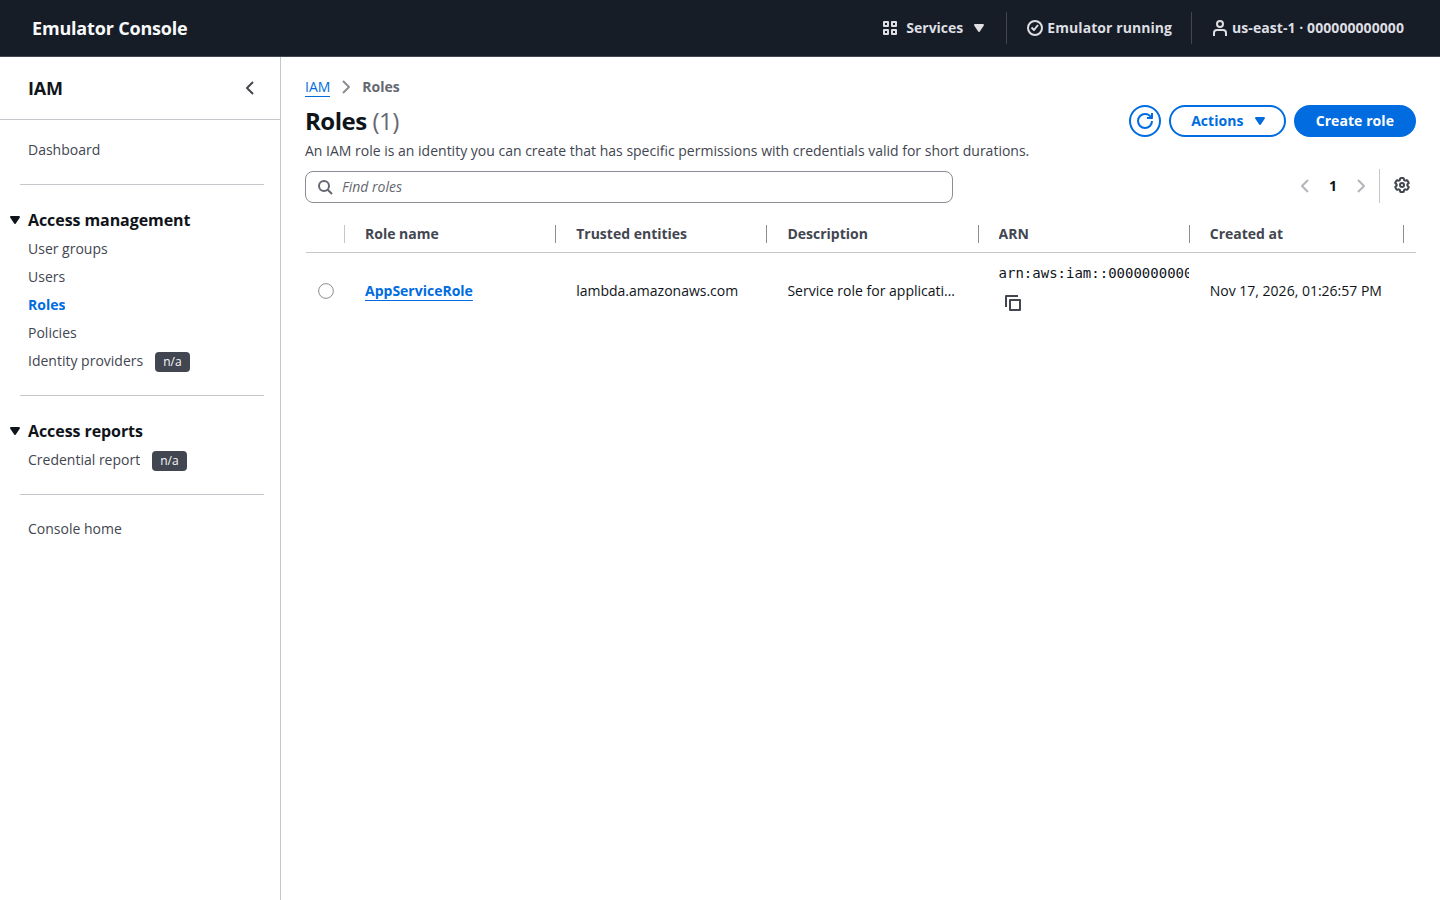 Emulator Console
Services
Emulator running
us-east-1 · 000000000000
IAM
Dashboard
Access management
User groups
Users
Roles
Policies
Identity providers n/a
Access reports
Credential report n/a
Console home
IAM > Roles
Roles (1)
Actions
Create role
An IAM role is an identity you can create that has specific permissions with credentials valid for short durations.
Find roles
1
Role name Trusted entities Description ARN Created at
AppServiceRole lambda.amazonaws.com Service role for applicati... arn:aws:iam::0000000000 Nov 17, 2026, 01:26:57 PM